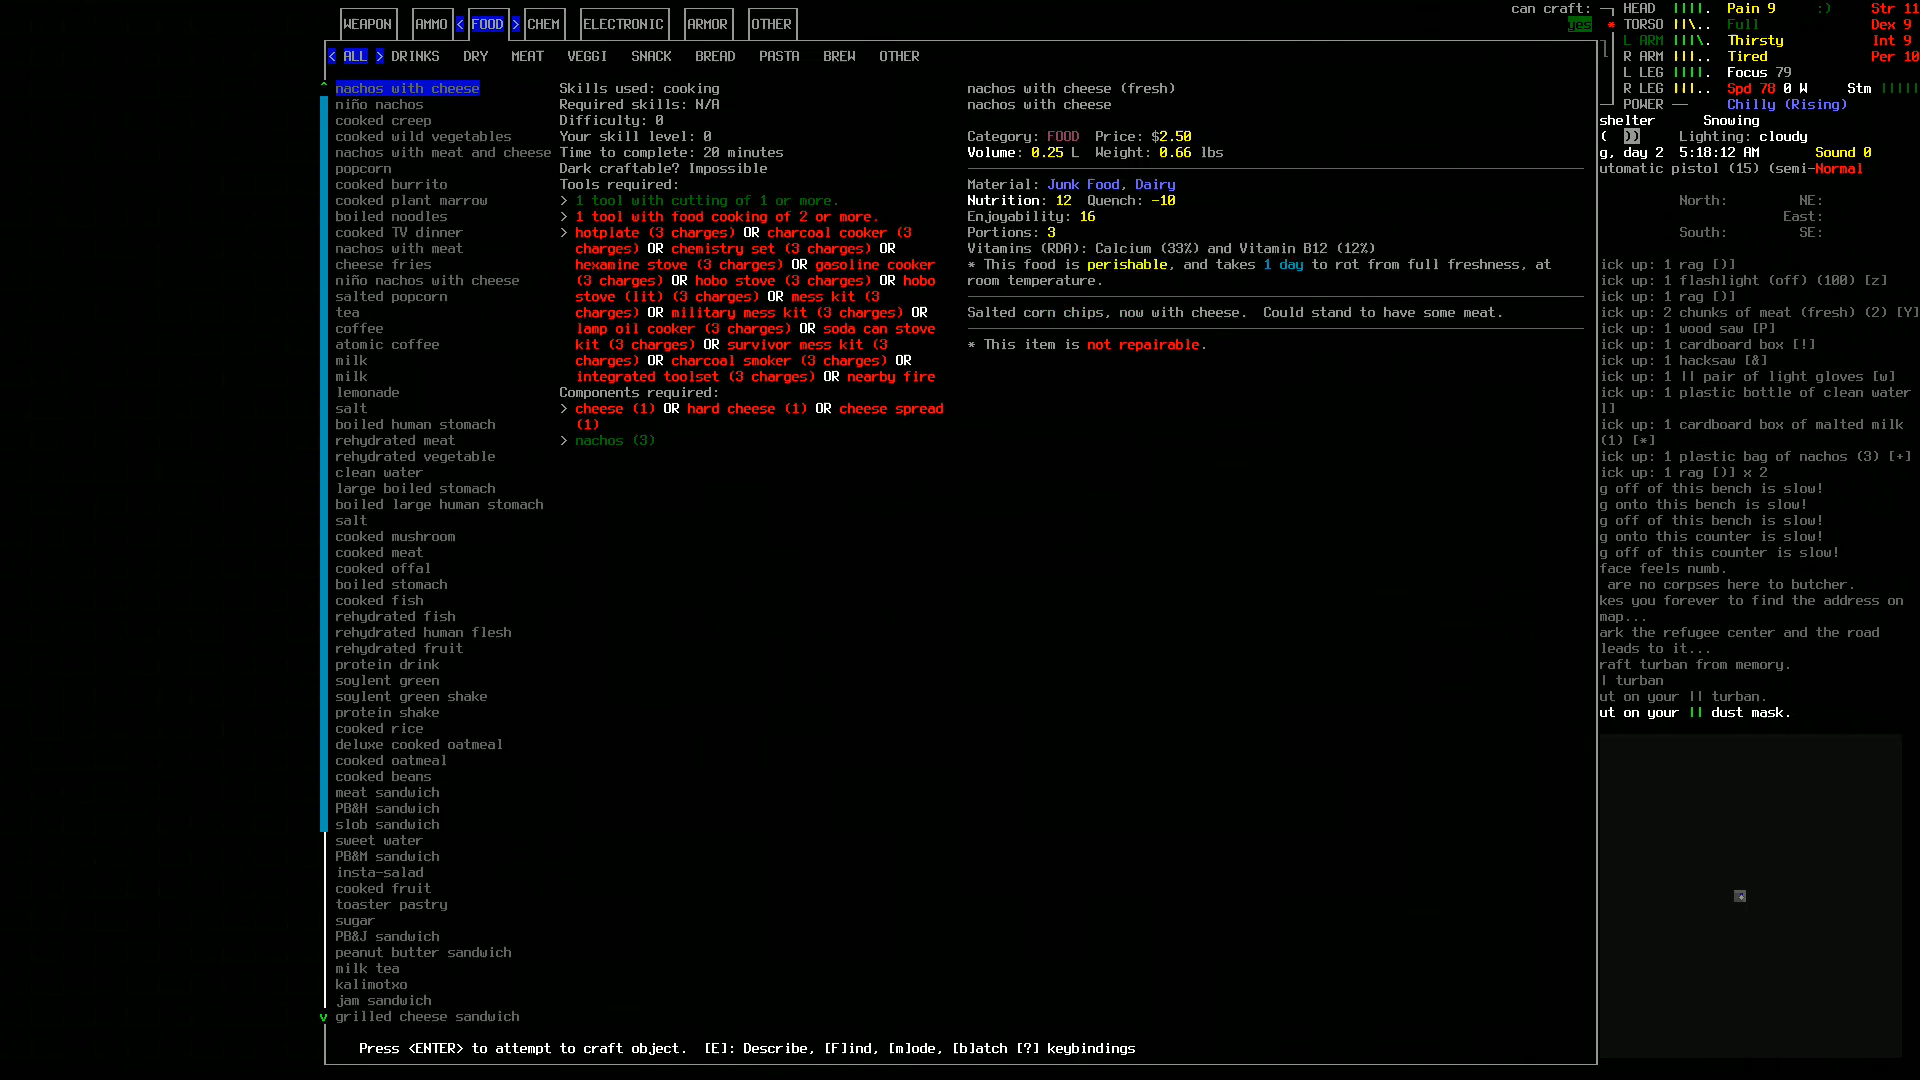 WEAPON AMMO < FOOD > CHEM ELECTRONIC ARMOR OTHER
can craft:
yes
< ALL > DRINKS DRY MEAT VEGGI SNACK BREAD PASTA BREW OTHER
^ nachos with cheese
niño nachos
cooked creep
cooked wild vegetables
nachos with meat and cheese
popcorn
cooked burrito
cooked plant marrow
boiled noodles
cooked TV dinner
nachos with meat
cheese fries
niño nachos with cheese
salted popcorn
tea
coffee
atomic coffee
milk
milk
lemonade
salt
boiled human stomach
rehydrated meat
rehydrated vegetable
clean water
large boiled stomach
boiled large human stomach
salt
cooked mushroom
cooked meat
cooked offal
boiled stomach
cooked fish
rehydrated fish
rehydrated human flesh
rehydrated fruit
protein drink
soylent green
soylent green shake
protein shake
cooked rice
deluxe cooked oatmeal
cooked oatmeal
cooked beans
meat sandwich
PB&H sandwich
slob sandwich
sweet water
PB&M sandwich
insta-salad
cooked fruit
toaster pastry
sugar
PB&J sandwich
peanut butter sandwich
milk tea
kalimotxo
jam sandwich
v grilled cheese sandwich
Skills used: cooking
Required skills: N/A
Difficulty: 0
Your skill level: 0
Time to complete: 20 minutes
Dark craftable? Impossible
Tools required:
> 1 tool with cutting of 1 or more.
> 1 tool with food cooking of 2 or more.
> hotplate (3 charges) OR charcoal cooker (3
charges) OR chemistry set (3 charges) OR
hexamine stove (3 charges) OR gasoline cooker
(3 charges) OR hobo stove (3 charges) OR hobo
stove (lit) (3 charges) OR mess kit (3
charges) OR military mess kit (3 charges) OR
lamp oil cooker (3 charges) OR soda can stove
kit (3 charges) OR survivor mess kit (3
charges) OR charcoal smoker (3 charges) OR
integrated toolset (3 charges) OR nearby fire
Components required:
> cheese (1) OR hard cheese (1) OR cheese spread
(1)
> nachos (3)
nachos with cheese (fresh)
nachos with cheese
Category: FOOD Price: $2.50
Volume: 0.25 L Weight: 0.66 lbs
Material: Junk Food, Dairy
Nutrition: 12 Quench: -10
Enjoyability: 16
Portions: 3
Vitamins (RDA): Calcium (33%) and Vitamin B12 (12%)
* This food is perishable, and takes 1 day to rot from full freshness, at
room temperature.
Salted corn chips, now with cheese. Could stand to have some meat.
* This item is not repairable.
Press <ENTER> to attempt to craft object. [E]: Describe, [F]ind, [m]ode, [b]atch [?] keybindings
HEAD ||||. Pain 9 :) Str 11
* TORSO ||\.. Full Dex 9
L ARM |||\. Thirsty Int 9
R ARM |||.. Tired Per 10
L LEG ||||. Focus 79
R LEG |||.. Spd 78 0 W Stm |||||
POWER — Chilly (Rising)
shelter Snowing
( )) Lighting: cloudy
g, day 2 5:18:12 AM Sound 0
utomatic pistol (15) (semi-Normal
North: NE:
East:
South: SE:
ick up: 1 rag [)]
ick up: 1 flashlight (off) (100) [z]
ick up: 1 rag [)]
ick up: 2 chunks of meat (fresh) (2) [Y]
ick up: 1 wood saw [P]
ick up: 1 cardboard box [!]
ick up: 1 hacksaw [&]
ick up: 1 || pair of light gloves [w]
ick up: 1 plastic bottle of clean water
l]
ick up: 1 cardboard box of malted milk
(1) [*]
ick up: 1 plastic bag of nachos (3) [+]
ick up: 1 rag [)] x 2
g off of this bench is slow!
g onto this bench is slow!
g off of this bench is slow!
g onto this counter is slow!
g off of this counter is slow!
face feels numb.
are no corpses here to butcher.
kes you forever to find the address on
map...
ark the refugee center and the road
leads to it...
raft turban from memory.
| turban
ut on your || turban.
ut on your || dust mask.